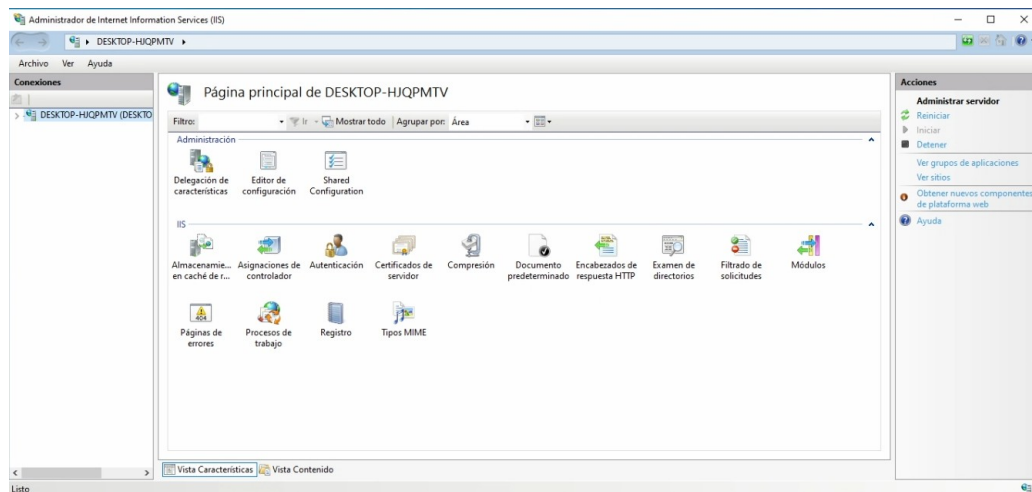 Administrador de Internet Information Services (IIS)
DESKTOP-HJQPMTV
Archivo Ver Ayuda
Conexiones
DESKTOP-HJQPMTV (DESKTO
Página principal de DESKTOP-HJQPMTV
Filtro: Ir Mostrar todo Agrupar por: Área
Administración
Delegación de características
Editor de configuración
Shared Configuration
IIS
Almacenamie... en caché de r...
Asignaciones de controlador
Autenticación
Certificados de servidor
Compresión
Documento predeterminado
Encabezados de respuesta HTTP
Examen de directorios
Filtrado de solicitudes
Módulos
404
Páginas de errores
Procesos de trabajo
Registro
Tipos MIME
Vista Características Vista Contenido
Acciones
Administrar servidor
Reiniciar
Iniciar
Detener
Ver grupos de aplicaciones
Ver sitios
Obtener nuevos componentes
de plataforma web
Ayuda
Listo